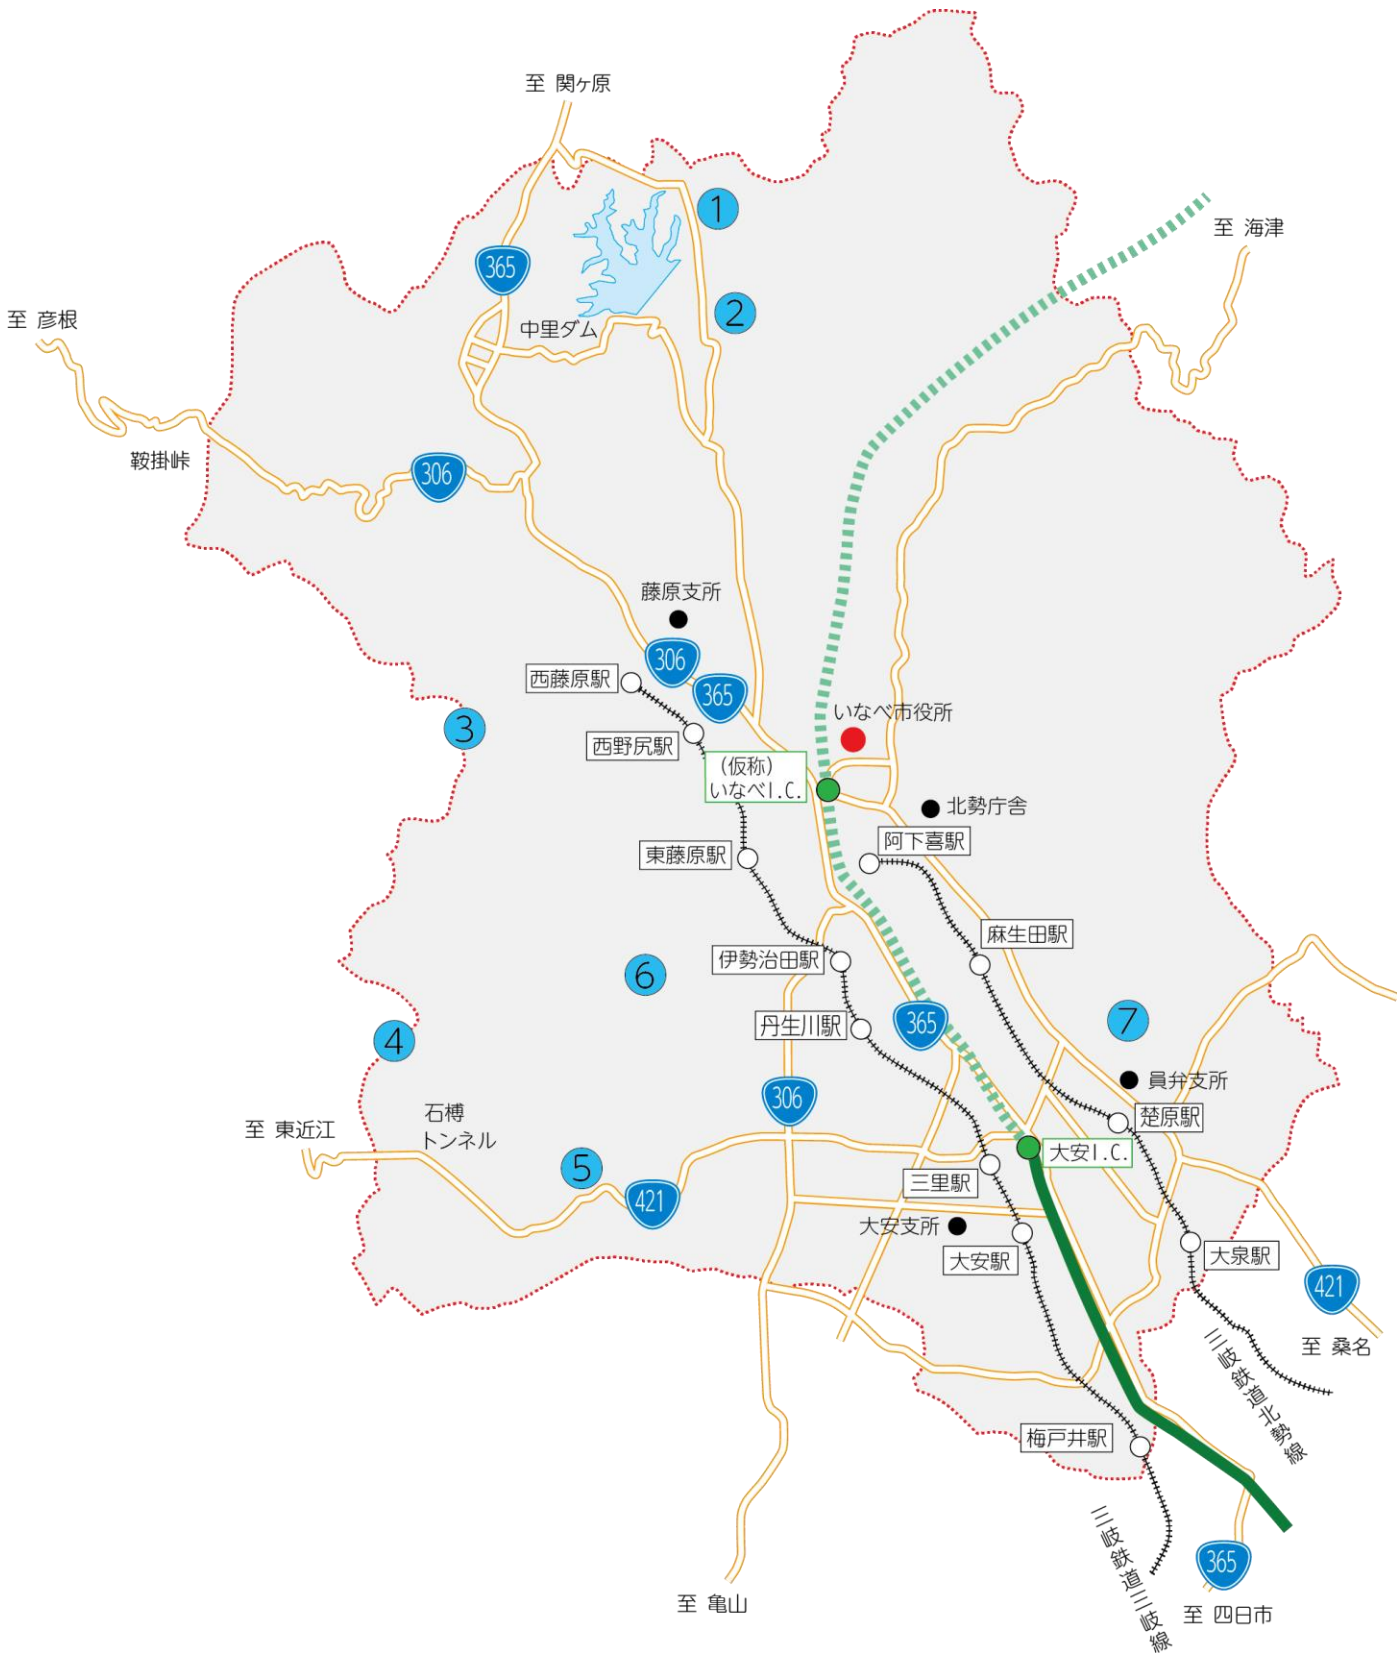 至 関ヶ原
1
至 海津
365
2
至 彦根
中里ダム
鞍掛峠
306
藤原支所
306
西藤原駅
365
いなべ市役所
3
西野尻駅
（仮称）
いなべI.C.
北勢庁舎
阿下喜駅
東藤原駅
麻生田駅
伊勢治田駅
6
365
7
丹生川駅
4
員弁支所
306
石榑
トンネル
楚原駅
至 東近江
大安I.C.
5
三里駅
421
大安支所
大安駅
大泉駅
421
至 桑名
三岐鉄道北勢線
梅戸井駅
三岐鉄道三岐線
365
至 亀山
至 四日市